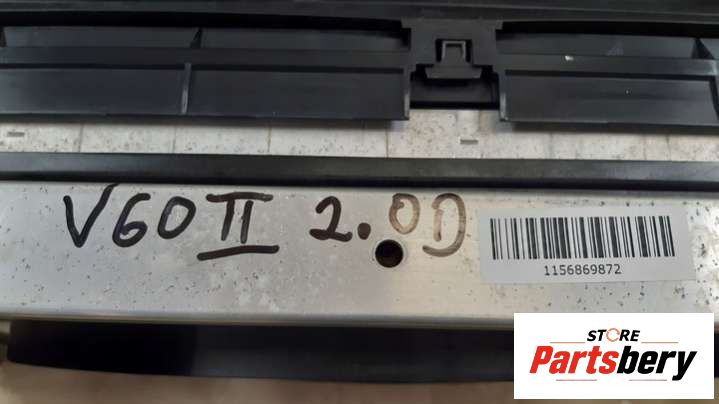 V60 II 2.0D
1156869872
STORE
Partsbery